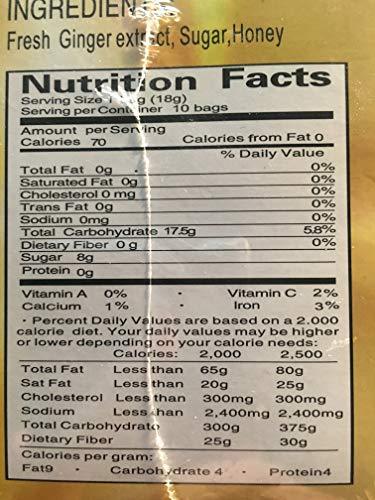 INGREDIENTS
Fresh Ginger extract, Sugar,Honey
Nutrition Facts
Serving Size 1 bag (18g)
Serving per Container 10 bags
Amount per Serving
Calories 70 Calories from Fat 0
% Daily Value
Total Fat 0g 0%
Saturated Fat 0g 0%
Cholesterol 0 mg 0%
Trans Fat 0g 0%
Sodium 0mg 0%
Total Carbohydrate 17.5g 5.8%
Dietary Fiber 0 g 0%
Sugar 8g
Protein 0g
Vitamin A 0% · Vitamin C 2%
Calcium 1% · Iron 3%
· Percent Daily Values are based on a 2.000
calorie diet. Your daily values may be higher
or lower depending on your calorie needs:
Calories: 2,000 2,500
Total Fat Less than 65g 80g
Sat Fat Less than 20g 25g
Cholesterol Less than 300mg 300mg
Sodium Less than 2,400mg 2,400mg
Total Carbohydrate 300g 375g
Dietary Fiber 25g 30g
Calories per gram:
Fat9 · Carbohydrate 4 · Protein4